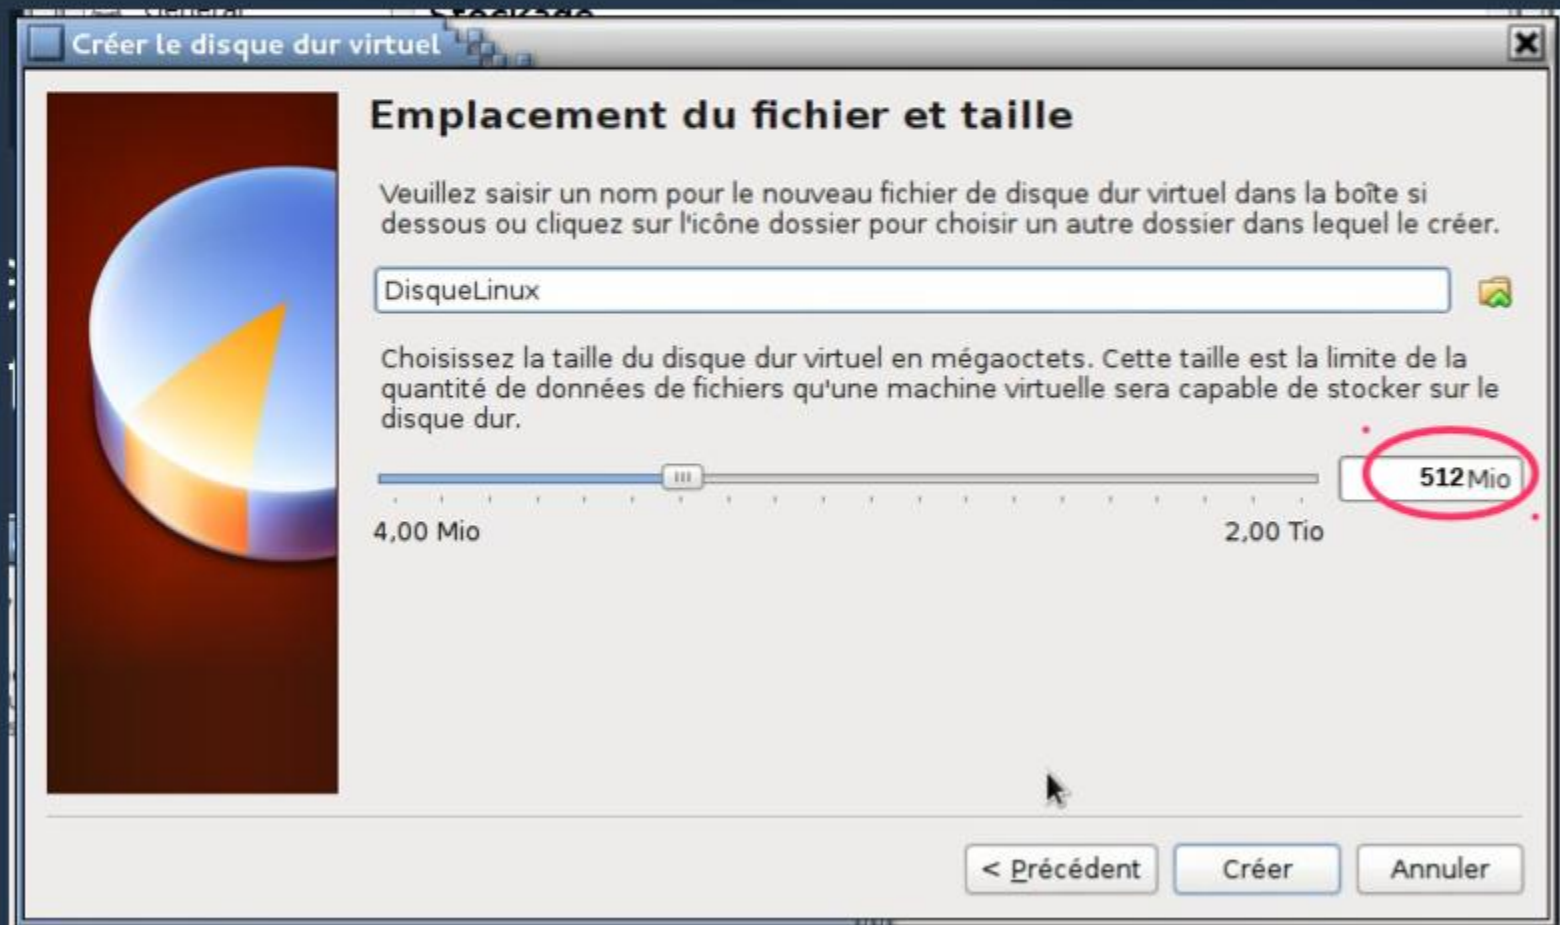 Stockage
Créer le disque dur virtuel
Emplacement du fichier et taille
Veuillez saisir un nom pour le nouveau fichier de disque dur virtuel dans la boîte si
dessous ou cliquez sur l'icône dossier pour choisir un autre dossier dans lequel le créer.
DisqueLinux
Choisissez la taille du disque dur virtuel en mégaoctets. Cette taille est la limite de la
quantité de données de fichiers qu'une machine virtuelle sera capable de stocker sur le
disque dur.
512 Mio
4,00 Mio 2,00 Tio
< Précédent Créer Annuler